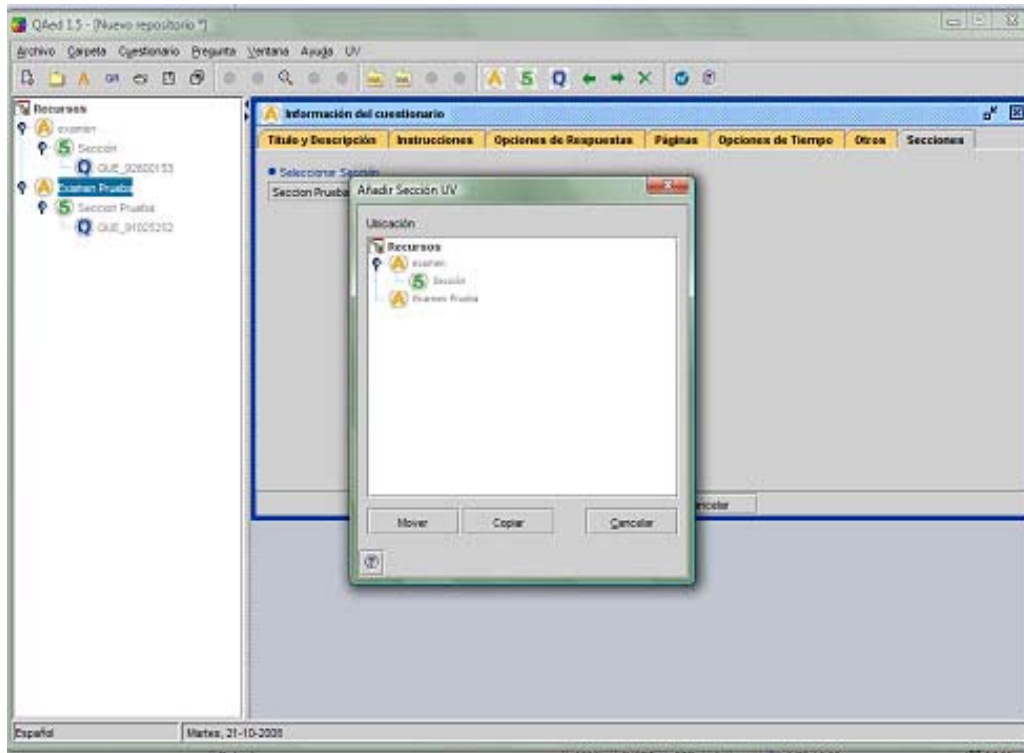 QAed 1.5 - [Nuevo repositorio *]
Archivo Carpeta Cuestionario Pregunta Ventana Ayuda UV
Recursos
examen
Sección
Examen Prueba
Seccion Prueba
Información del cuestionario
Título y Descripción Instrucciones Opciones de Respuestas Páginas Opciones de Tiempo Otros Secciones
Seleccionar Sección
Seccion Prueba
Añadir Sección UV
Ubicación
Recursos
examen
Sección
Examen Prueba
Mover Copiar Cancelar
Español Martes, 21-10-2008